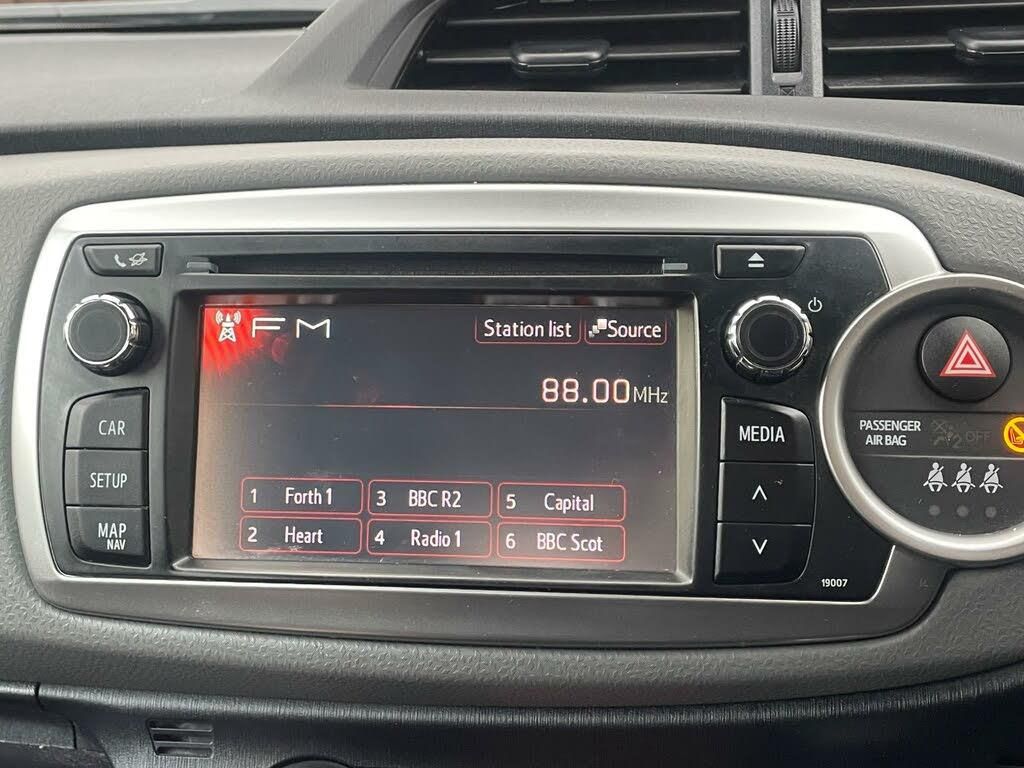 FM
Station list
Source
88.00MHz
1 Forth 1
3 BBC R2
5 Capital
2 Heart
4 Radio 1
6 BBC Scot
CAR
SETUP
MAP
NAV
MEDIA
19007
PASSENGER
AIR BAG
2 OFF